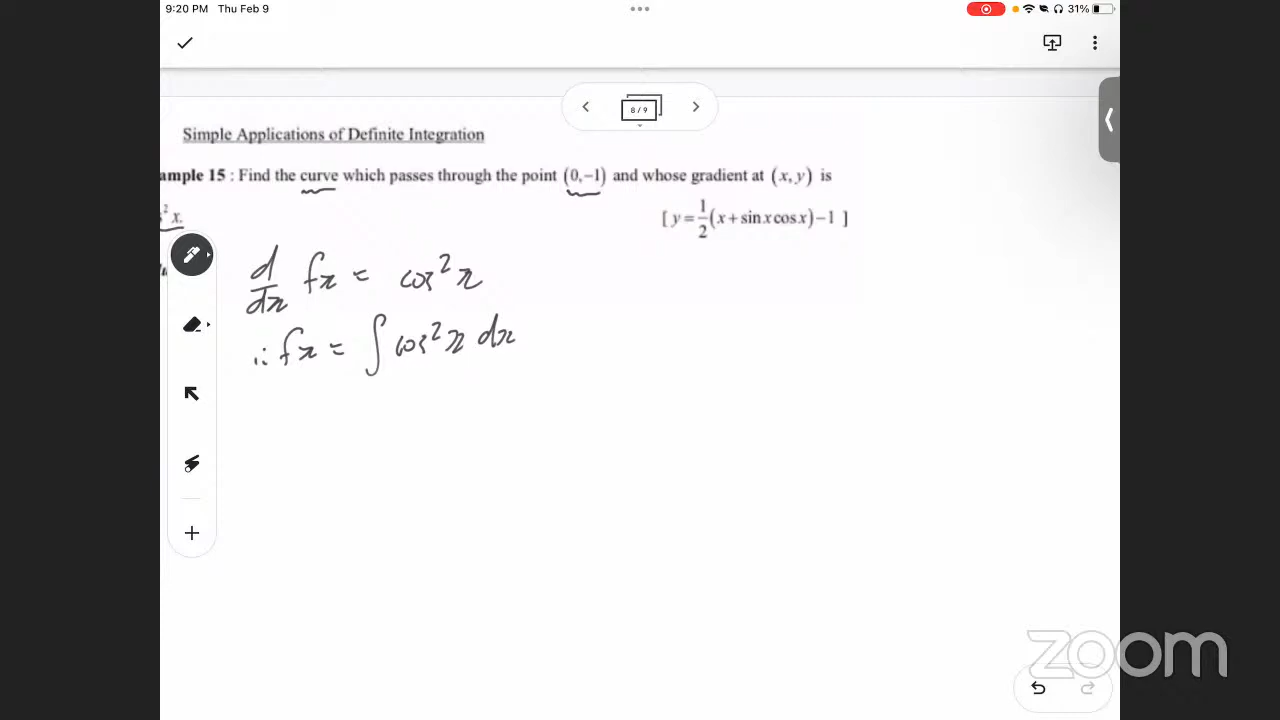 9:20 PM Thu Feb 9
31%
8 / 9
Simple Applications of Definite Integration
ample 15 : Find the curve which passes through the point (0,−1) and whose gradient at (x, y) is
² x.
[ y = 1/2 (x + sin x cos x) − 1 ]
d/dx fx = cos² x
∴ fx = ∫ cos² x dx
zoom